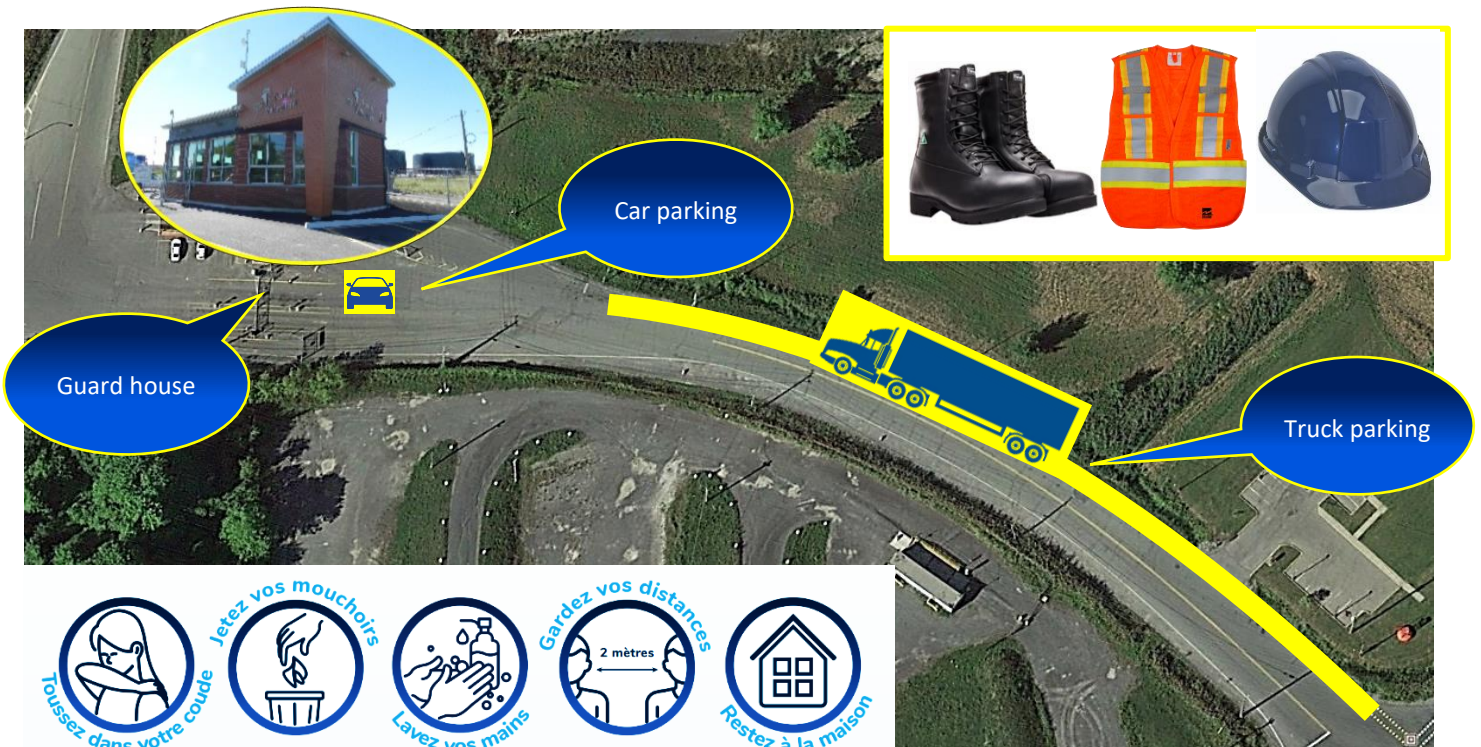 Car parking
Guard house
Truck parking
Toussez dans votre coude
Jetez vos mouchoirs
Lavez vos mains
Gardez vos distances
2 mètres
Restez à la maison